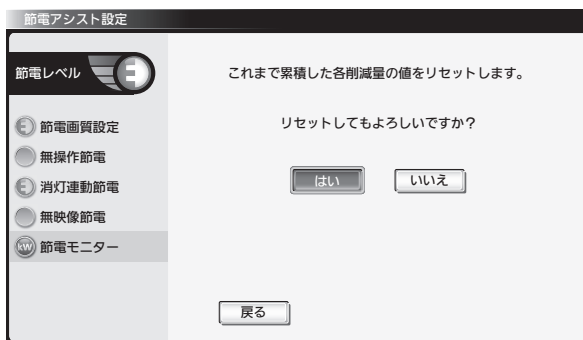 節電アシスト設定
節電レベル
E
これまで累積した各削減量の値をリセットします。
リセットしてもよろしいですか?
はい
いいえ
E 節電画質設定
無操作節電
E 消灯連動節電
無映像節電
kW 節電モニター
戻る